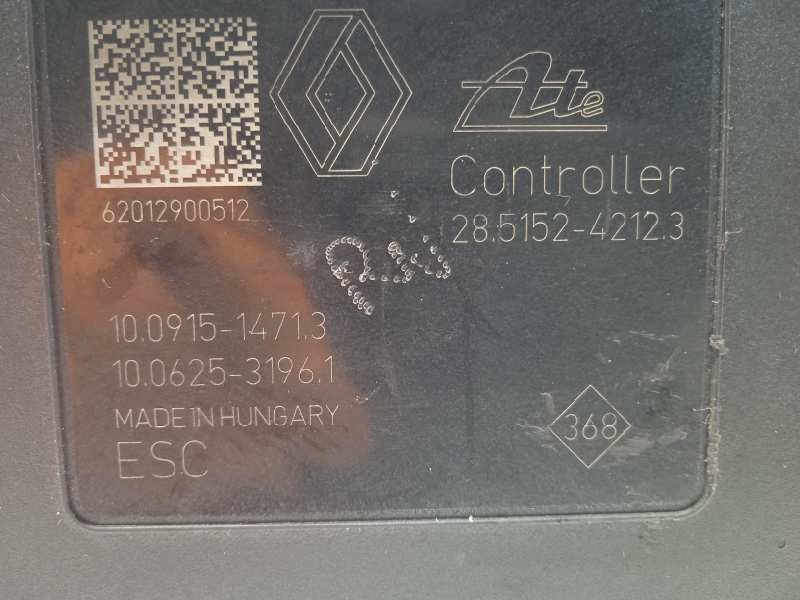 Ate
Controller
28.5152-4212.3
62012900512
10.0915-1471.3
10.0625-3196.1
MADE IN HUNGARY
ESC
368